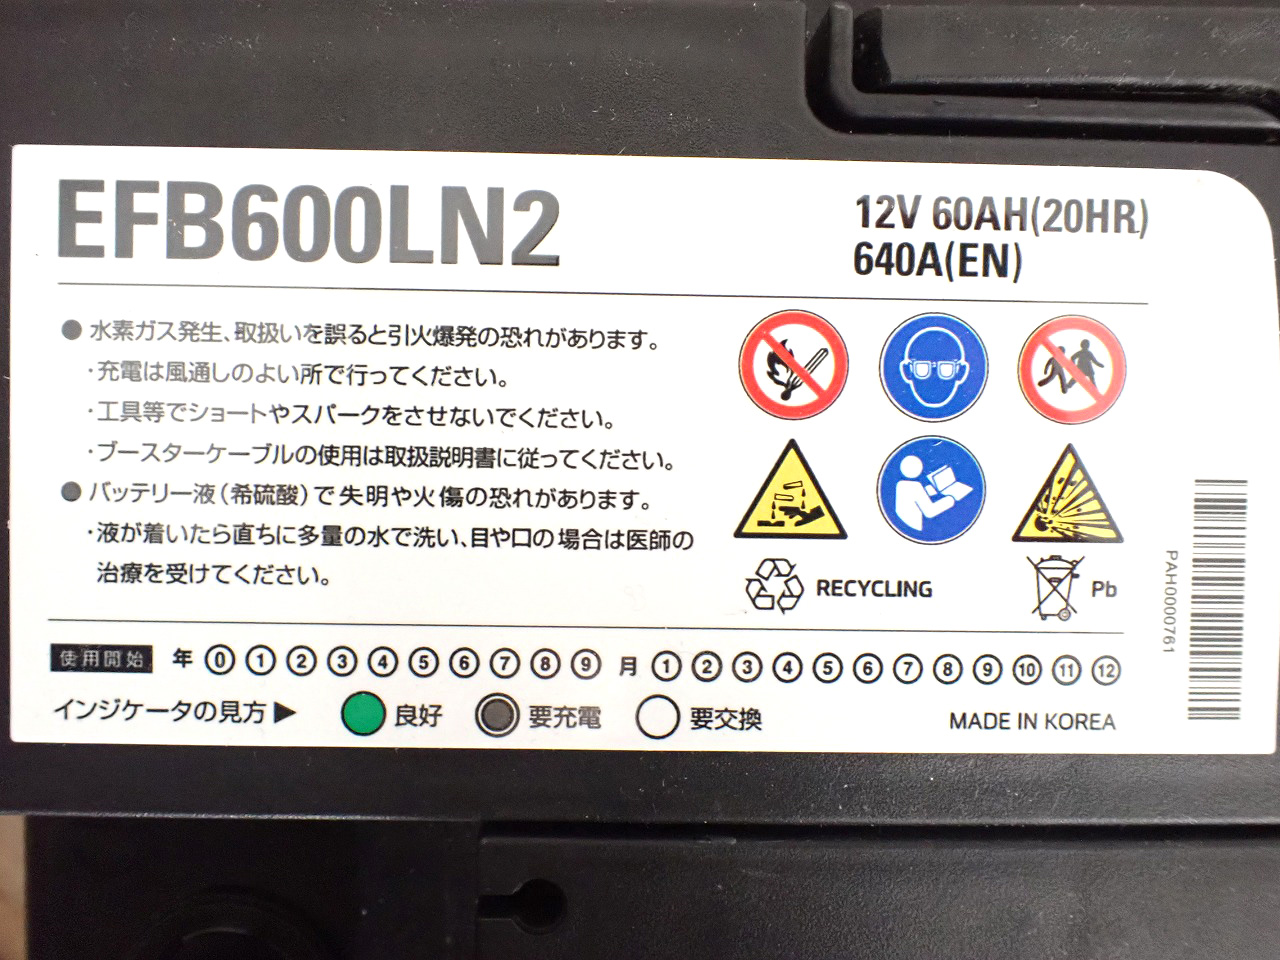 EFB600LN2
12V 60AH(20HR)
640A(EN)
●水素ガス発生、取扱いを誤ると引火爆発の恐れがあります。
・充電は風通しのよい所で行ってください。
・工具等でショートやスパークをさせないでください。
・ブースターケーブルの使用は取扱説明書に従ってください。
●バッテリー液(希硫酸)で失明や火傷の恐れがあります。
・液が着いたら直ちに多量の水で洗い、目や口の場合は医師の
治療を受けてください。
RECYCLING
Pb
PAH0000761
使用開始 年 0 1 2 3 4 5 6 7 8 9 月 1 2 3 4 5 6 7 8 9 10 11 12
インジケータの見方▶ 良好 要充電 要交換
MADE IN KOREA